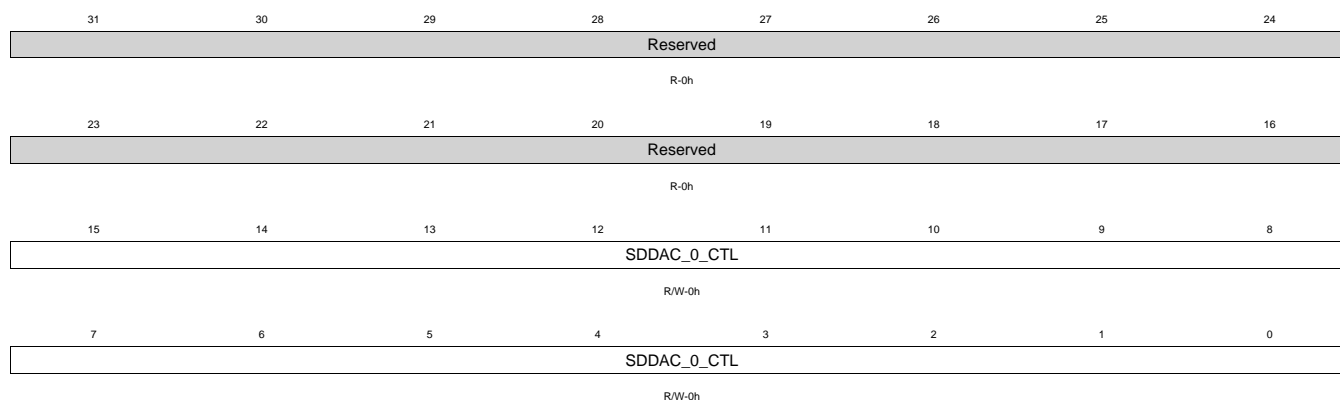 31 30 29 28 27 26 25 24
Reserved
R-0h
23 22 21 20 19 18 17 16
Reserved
R-0h
15 14 13 12 11 10 9 8
SDDAC_0_CTL
R/W-0h
7 6 5 4 3 2 1 0
SDDAC_0_CTL
R/W-0h